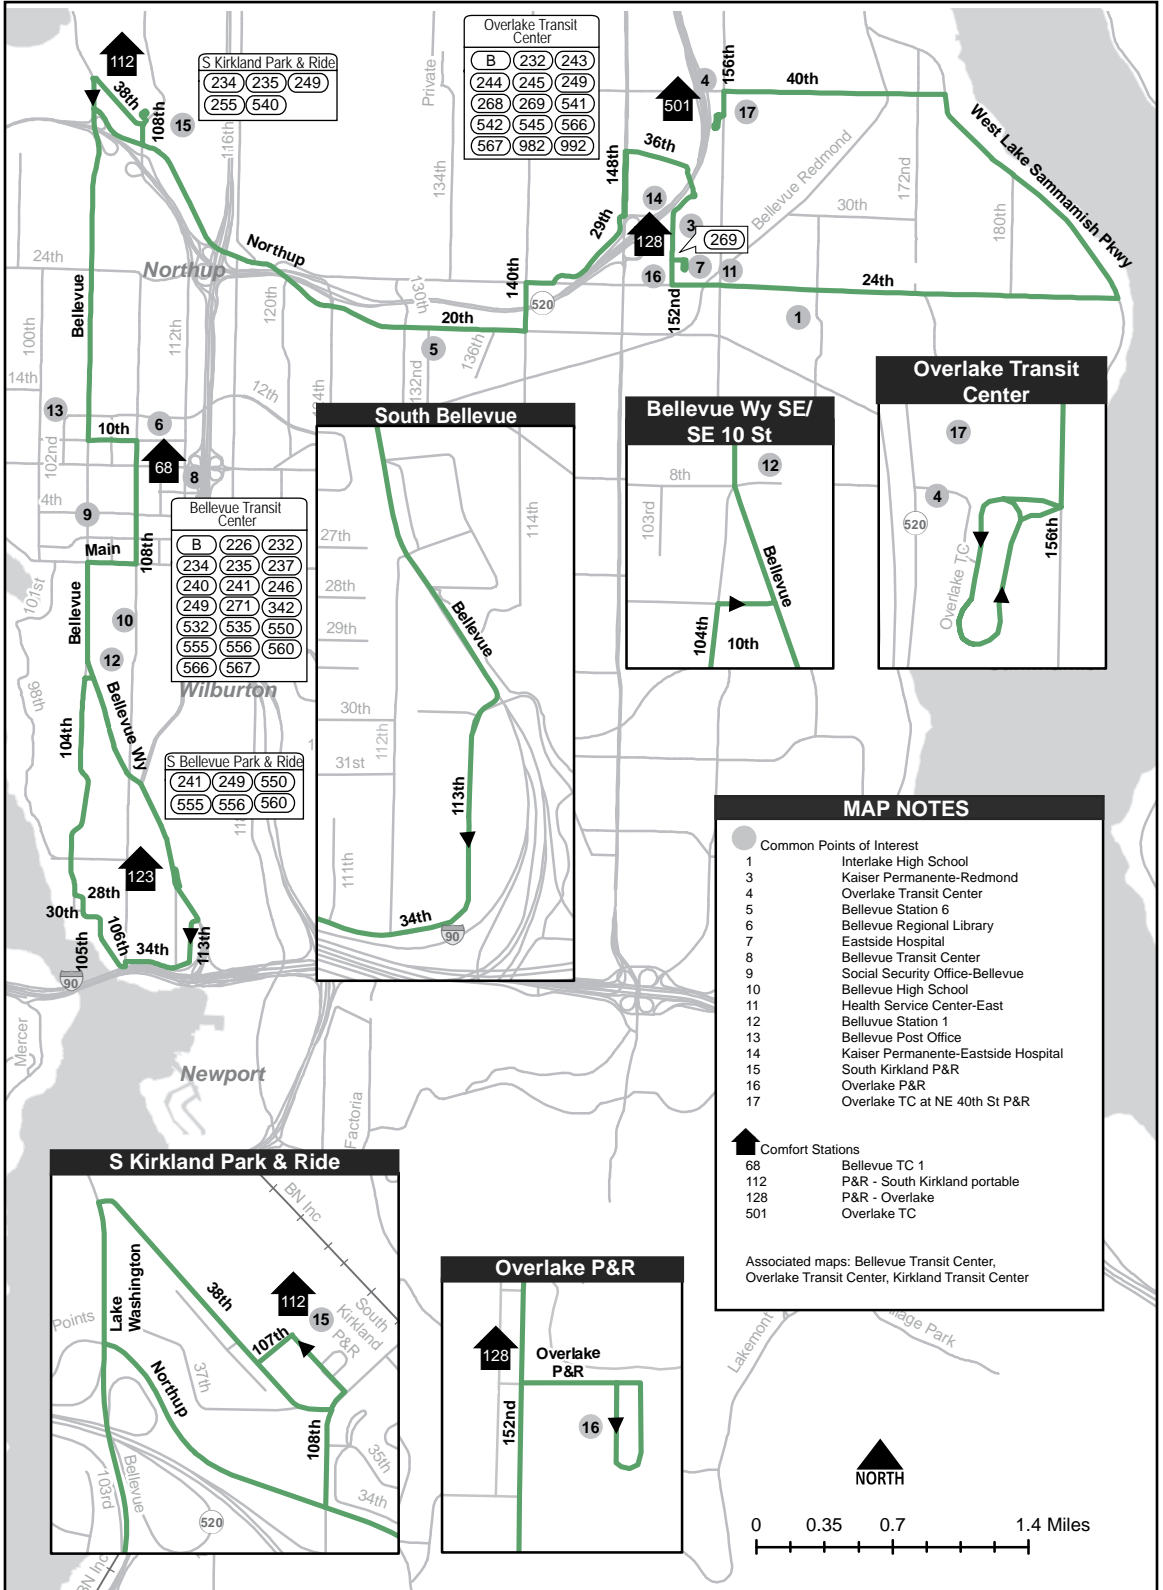 112
38th
108th
15
S Kirkland Park & Ride
234 235 249
255 540
116th
Private
134th
Overlake Transit
Center
B 232 243
244 245 249
268 269 541
542 545 566
567 982 992
4
501
156th
17
40th
West Lake Sammamish Pkwy
148th
36th
14
29th
128
3
269
7
11
16
152nd
Bellevue Redmond
172nd
30th
180th
24th
1
24th
Northup
Northup
Bellevue
130th
120th
112th
100th
14th
140th
520
20th
5
136th
132nd
12th
124th
13
10th
6
102nd
68
8
4th
9
Main
108th
101st
Bellevue
10
12
98th
104th
Bellevue Wy
Wilburton
Bellevue Transit
Center
B 226 232
234 235 237
240 241 246
249 271 342
532 535 550
555 556 560
566 567
S Bellevue Park & Ride
241 249 550
555 556 560
123
28th
30th
105th
106th
34th
113th
90
Mercer
Newport
Factoria
Lakemont
South Bellevue
27th
28th
29th
30th
31st
112th
111th
114th
Bellevue
113th
34th
90
Bellevue Wy SE/
SE 10 St
12
8th
103rd
Bellevue
104th
10th
Overlake Transit
Center
17
4
520
Overlake TC
156th
MAP NOTES
Common Points of Interest
1 Interlake High School
3 Kaiser Permanente-Redmond
4 Overlake Transit Center
5 Bellevue Station 6
6 Bellevue Regional Library
7 Eastside Hospital
8 Bellevue Transit Center
9 Social Security Office-Bellevue
10 Bellevue High School
11 Health Service Center-East
12 Belluvue Station 1
13 Bellevue Post Office
14 Kaiser Permanente-Eastside Hospital
15 South Kirkland P&R
16 Overlake P&R
17 Overlake TC at NE 40th St P&R
Comfort Stations
68 Bellevue TC 1
112 P&R - South Kirkland portable
128 P&R - Overlake
501 Overlake TC
Associated maps: Bellevue Transit Center,
Overlake Transit Center, Kirkland Transit Center
S Kirkland Park & Ride
BN Inc
Lake
Washington
Points
38th
112
15
107th
South
Kirkland
P&R
37th
Northup
108th
35th
34th
103rd
Bellevue
520
BN Inc
Overlake P&R
128
Overlake
P&R
152nd
16
NORTH
0 0.35 0.7 1.4 Miles